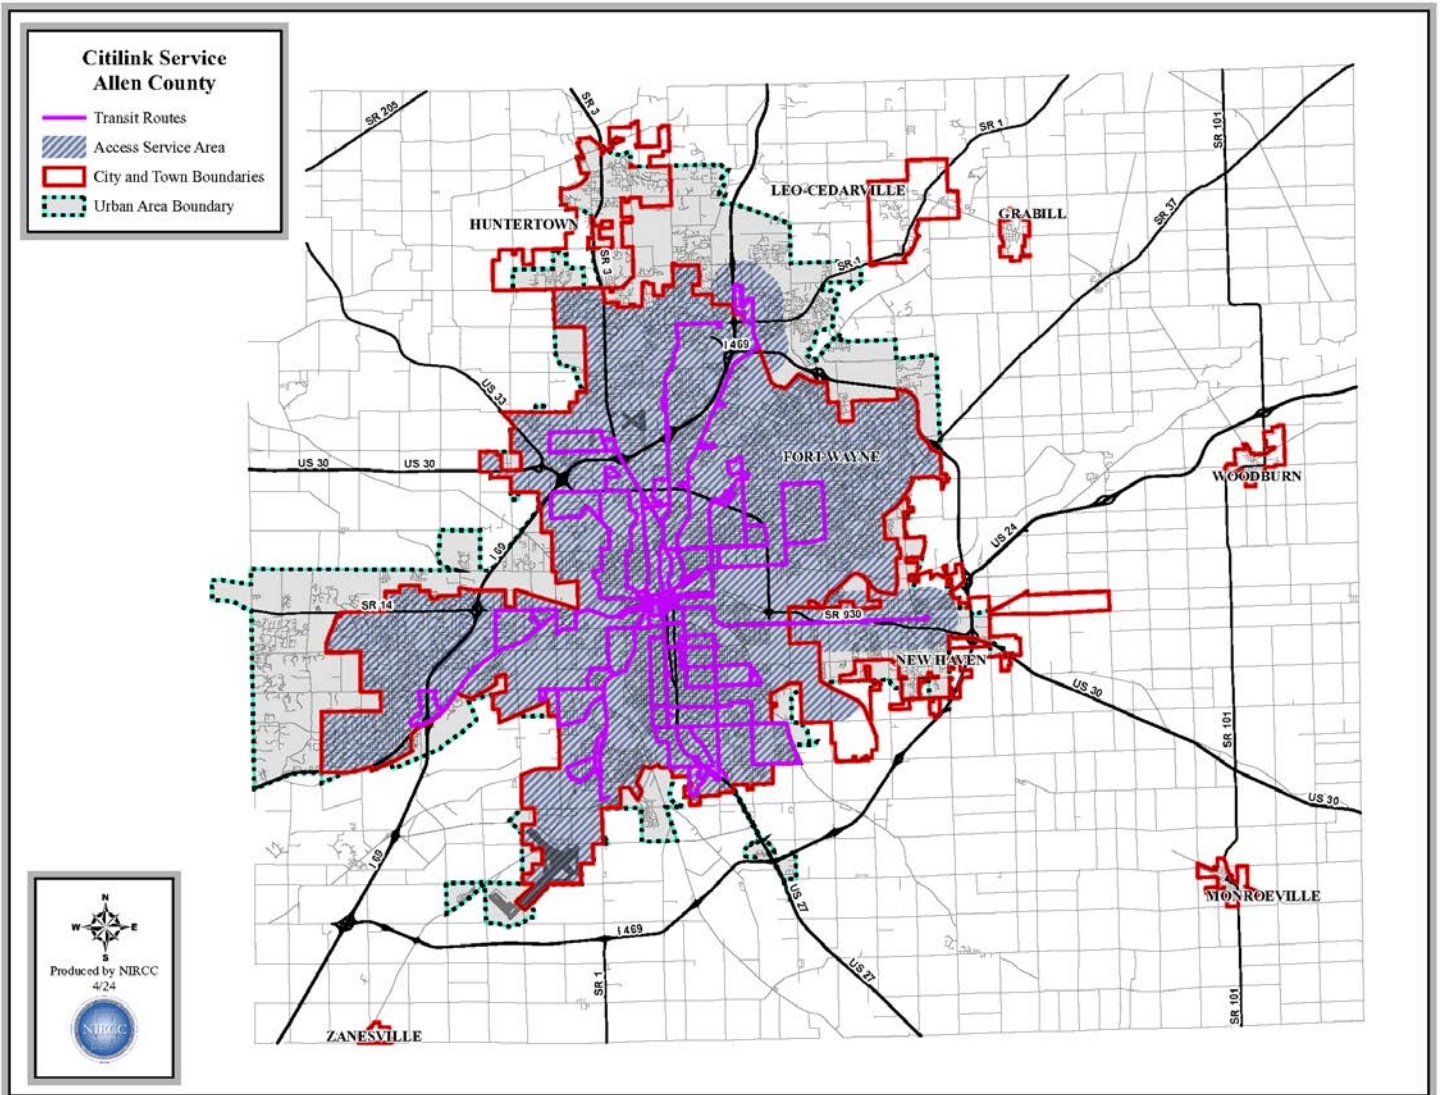 Citilink Service
Allen County
Transit Routes
Access Service Area
City and Town Boundaries
Urban Area Boundary
SR 205
SR 3
SR 1
SR 101
SR 37
LEO-CEDARVILLE
GRABILL
HUNTERTOWN
SR 3
SR 1
I 469
US 33
FORT WAYNE
US 30
US 30
WOODBURN
US 24
I 69
SR 14
SR 930
NEW HAVEN
US 30
SR 101
US 30
I 69
US 27
MONROEVILLE
I 469
US 27
SR 1
SR 101
ZANESVILLE
N
W
E
S
Produced by NIRCC
4/24
NIRCC